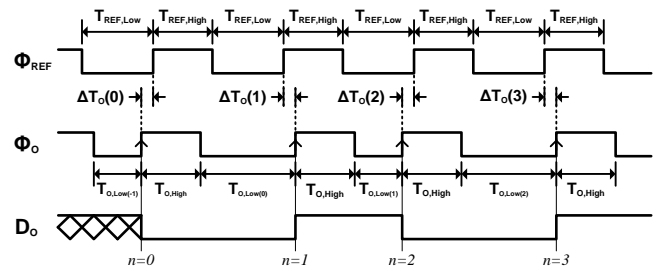 T_REF,Low T_REF,High T_REF,Low T_REF,High T_REF,Low T_REF,High T_REF,Low T_REF,High
Φ_REF
ΔT_O(0) ΔT_O(1) ΔT_O(2) ΔT_O(3)
Φ_O
T_O,Low(-1) T_O,High T_O,Low(0) T_O,High T_O,Low(1) T_O,High T_O,Low(2) T_O,High
D_O
n=0 n=1 n=2 n=3